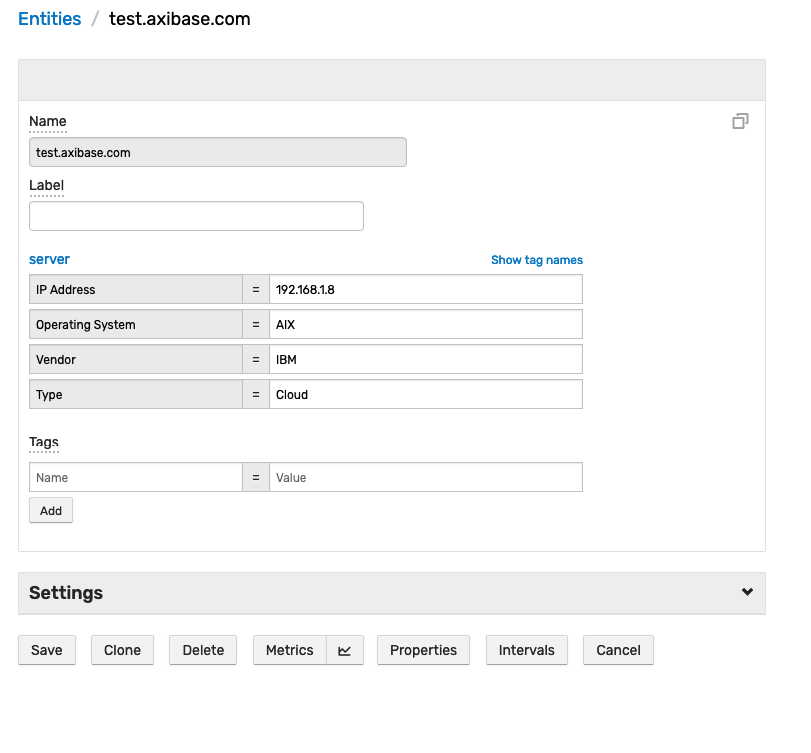 Entities / test.axibase.com
Name
test.axibase.com
Label
server Show tag names
IP Address = 192.168.1.8
Operating System = AIX
Vendor = IBM
Type = Cloud
Tags
Name = Value
Add
Settings
Save Clone Delete Metrics Properties Intervals Cancel